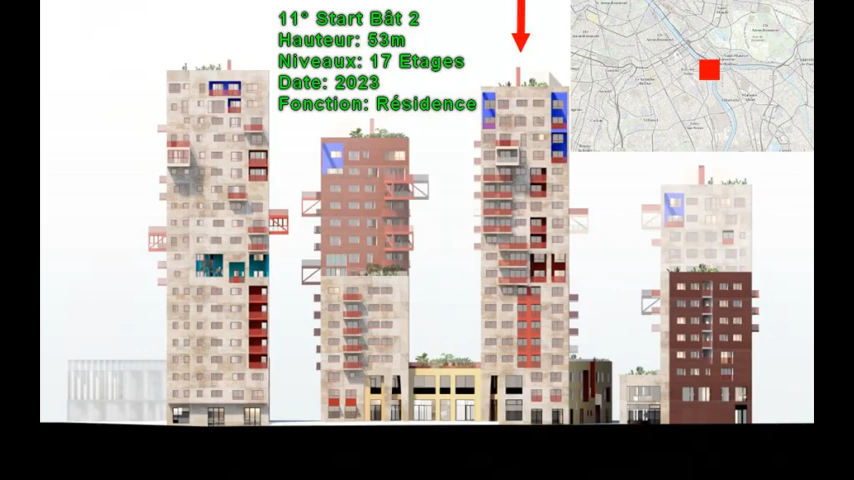 11° Start Bât 2
Hauteur: 53m
Niveaux: 17 Etages
Date: 2023
Fonction: Résidence